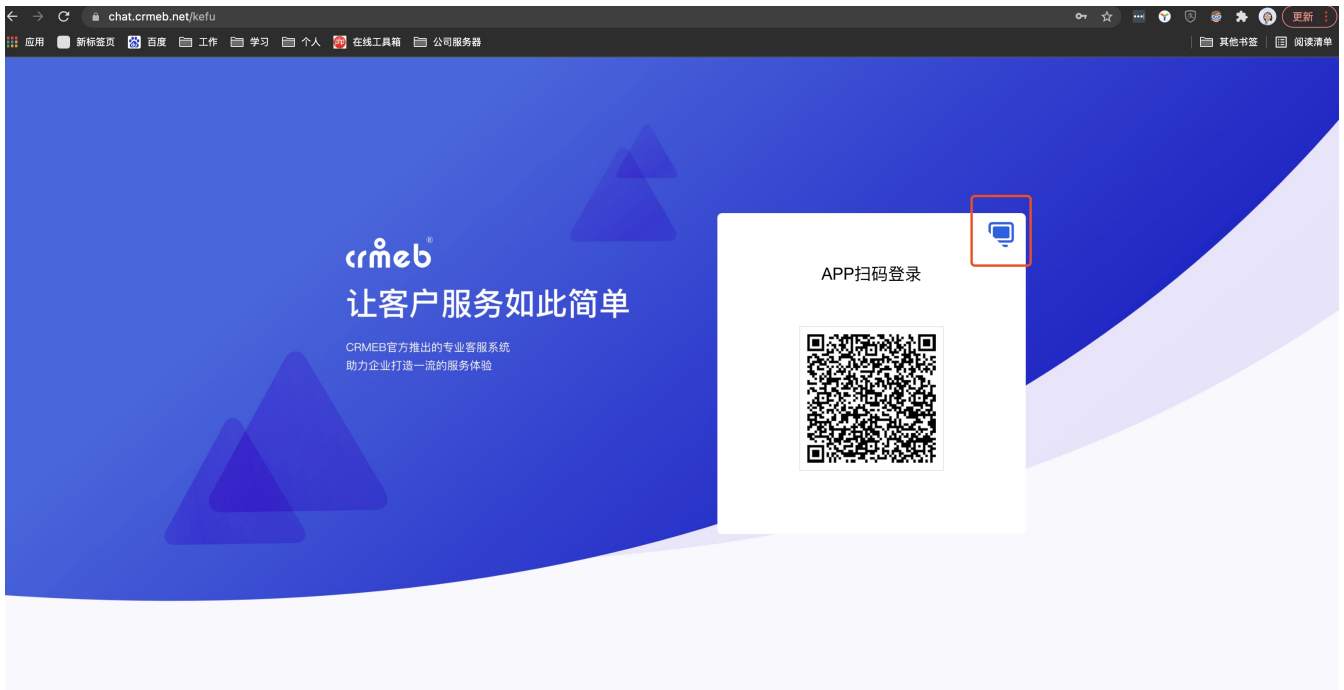 chat.crmeb.net/kefu
更新
应用
新标签页
百度
工作
学习
个人
在线工具箱
公司服务器
其他书签
阅读清单
crmeb®
让客户服务如此简单
CRMEB官方推出的专业客服系统
助力企业打造一流的服务体验
APP扫码登录